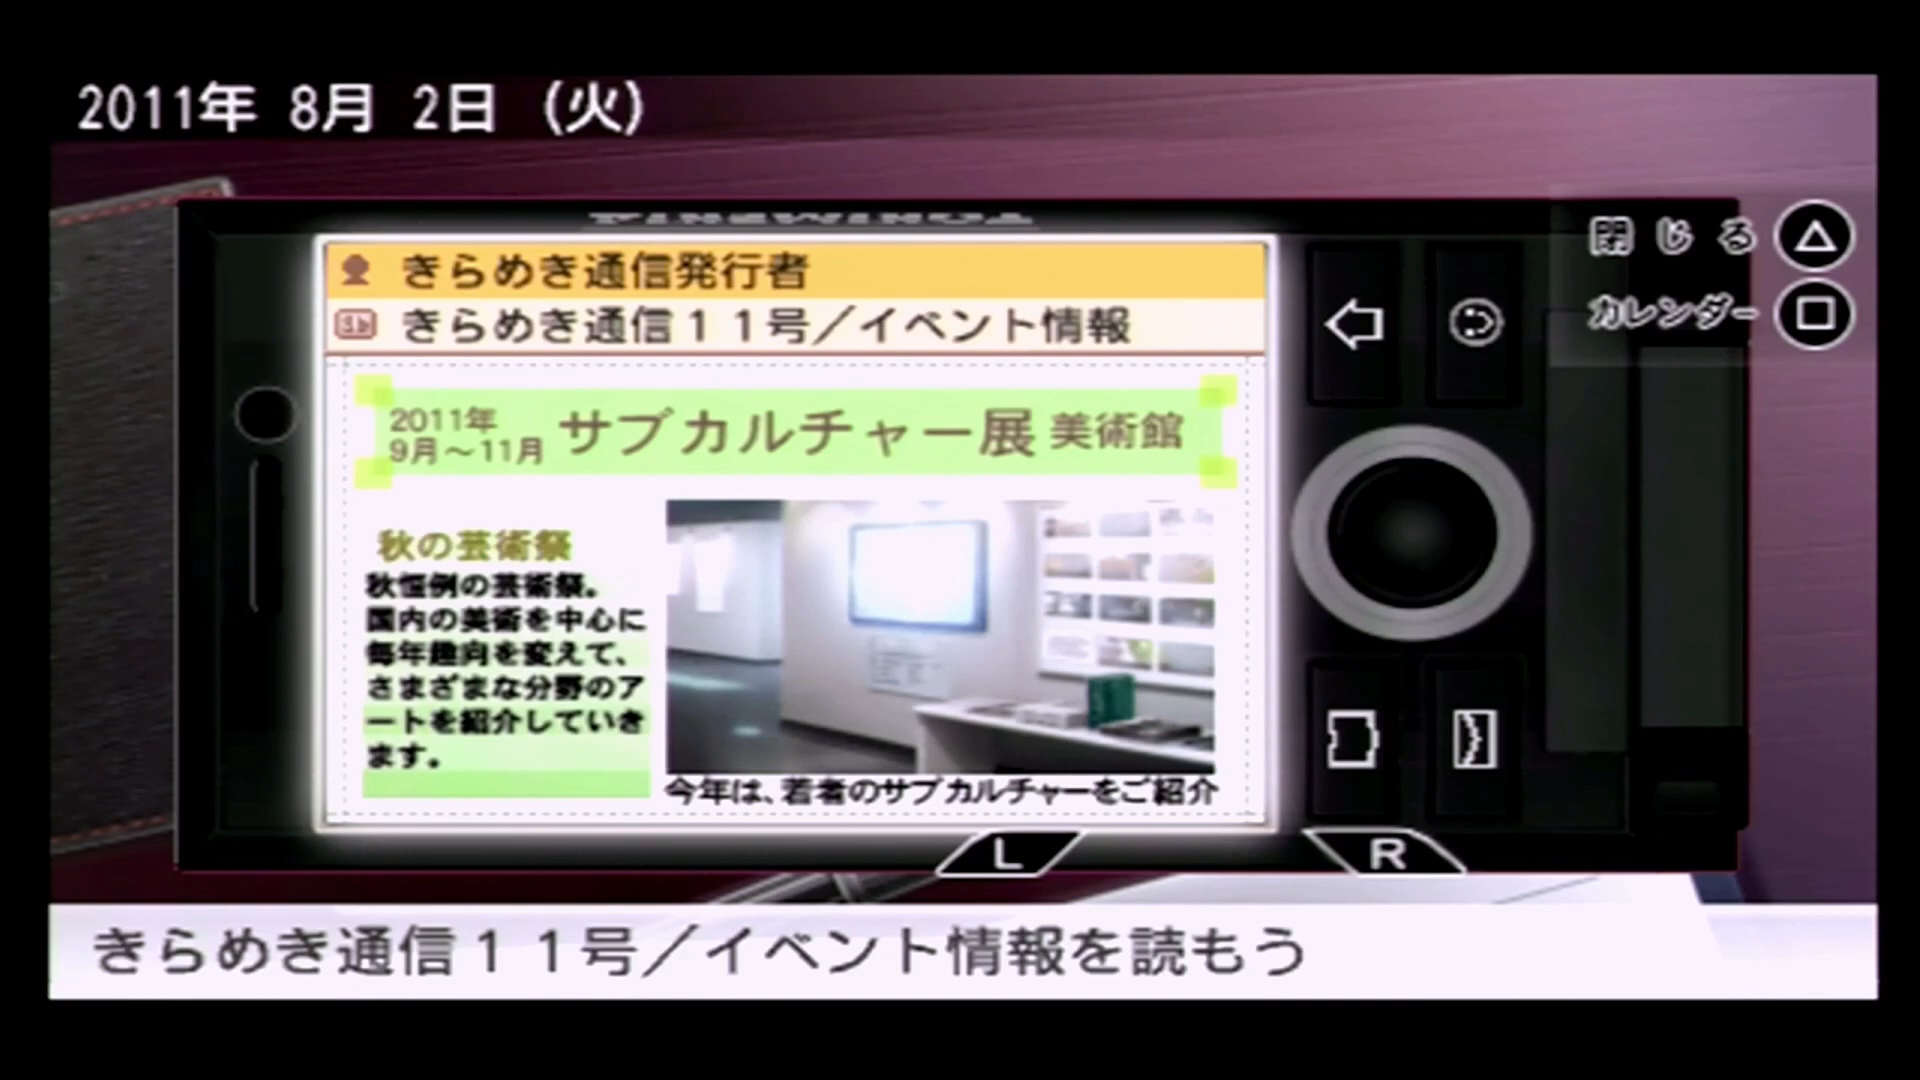 2011年 8月 2日 (火)
閉じる
カレンダー
きらめき通信発行者
きらめき通信11号/イベント情報
2011年
9月～11月
サブカルチャー展 美術館
秋の芸術祭
秋恒例の芸術祭。
国内の美術を中心に
毎年趣向を変えて、
さまざまな分野のア
ートを紹介していき
ます。
今年は、若者のサブカルチャーをご紹介
L
R
きらめき通信11号/イベント情報を読もう